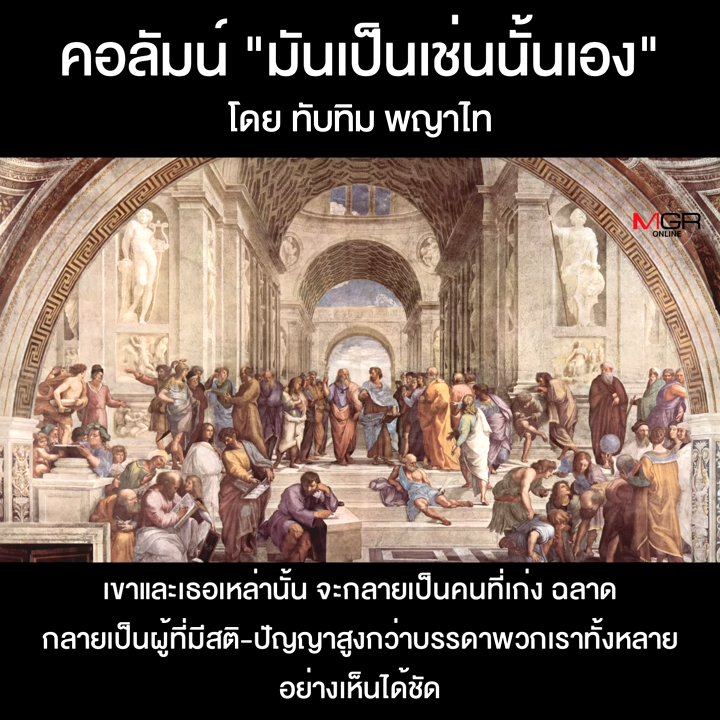 คอลัมน์ "มันเป็นเช่นนั้นเอง"
โดย ทับทิม พญาไท
MGR
ONLINE
เขาและเธอเหล่านั้น จะกลายเป็นคนที่เก่ง ฉลาด
กลายเป็นผู้ที่มีสติ-ปัญญาสูงกว่าบรรดาพวกเราทั้งหลาย
อย่างเห็นได้ชัด